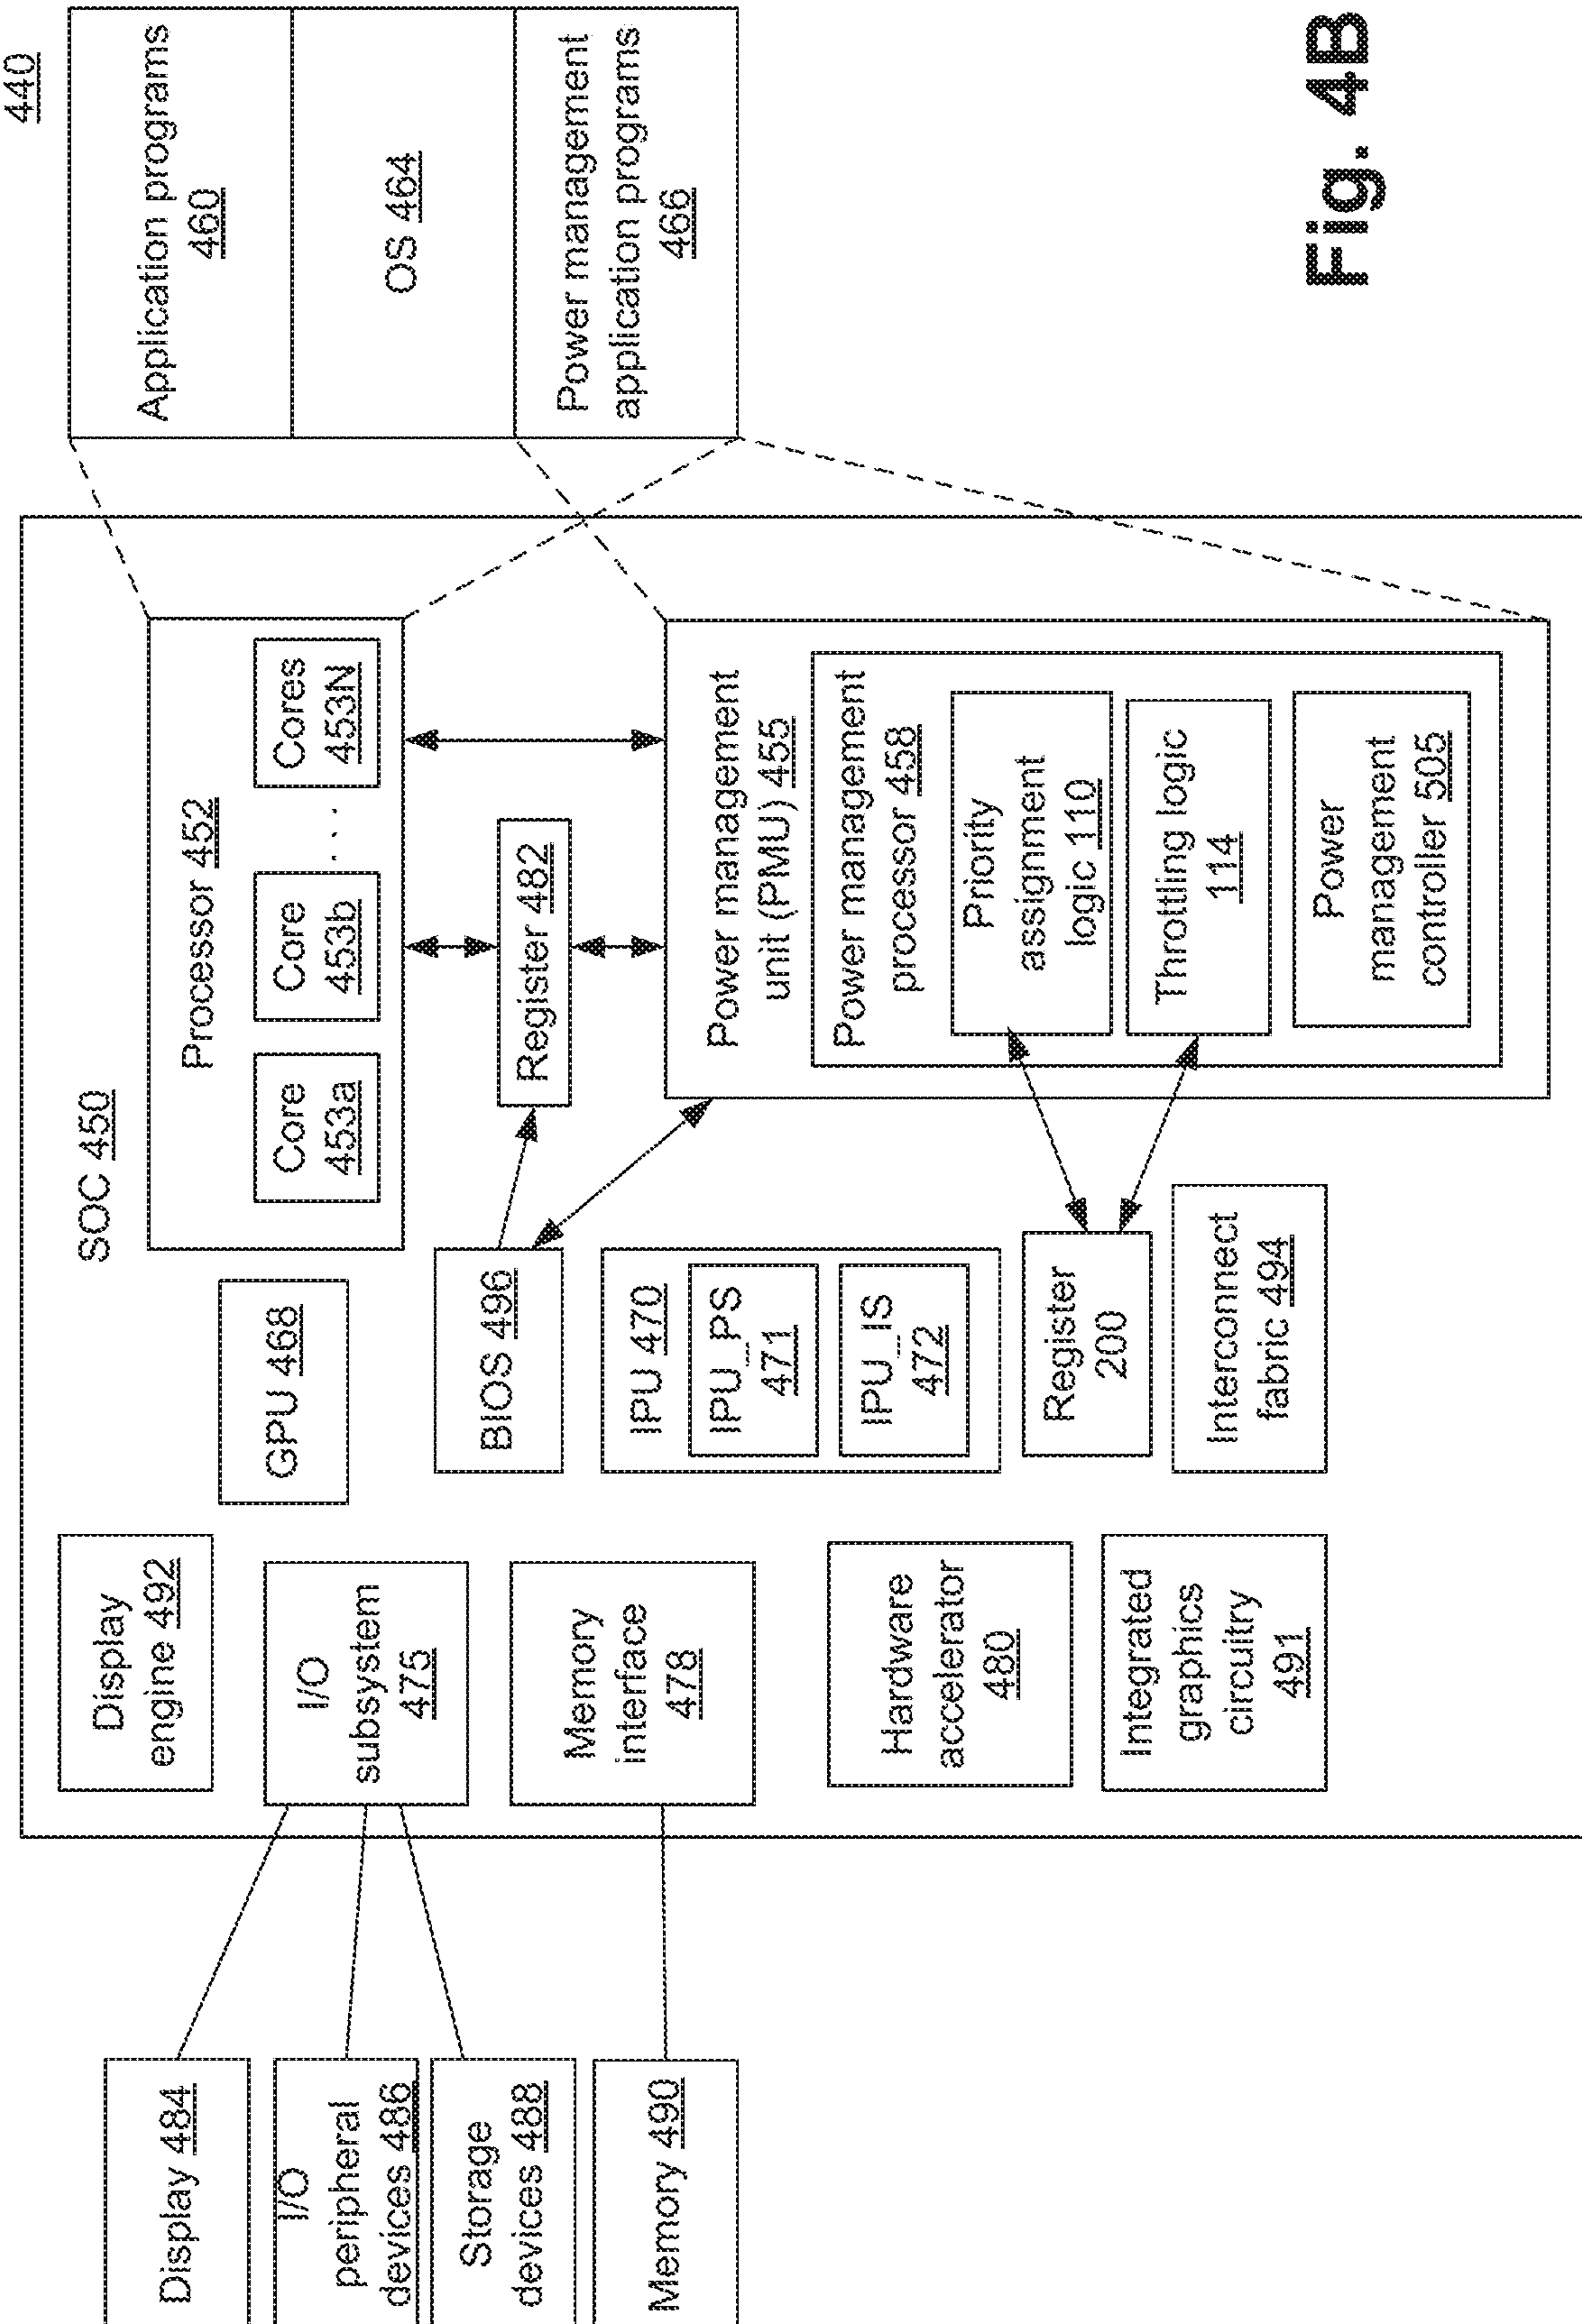 440
Application programs
460
OS 464
Power management
application programs
466
SOC 450
Processor 452
Core
453a
Core
453b
. . .
Cores
453N
Register 482
Power management
unit (PMU) 455
Power management
processor 458
Priority
assignment
logic 110
Throttling logic
114
Power
management
controller 505
GPU 468
BIOS 496
IPU 470
IPU_PS
471
IPU_IS
472
Register
200
Interconnect
fabric 494
Display
engine 492
I/O
subsystem
475
Memory
interface
478
Hardware
accelerator
480
Integrated
graphics
circuitry
491
Display 484
I/O
peripheral
devices 486
Storage
devices 488
Memory 490
Fig. 4B